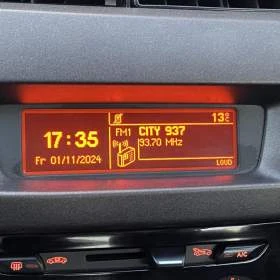 13°C
FM1 CITY 937
17:35
93.70 MHz
Fr 01/11/2024
LOUD
A/C